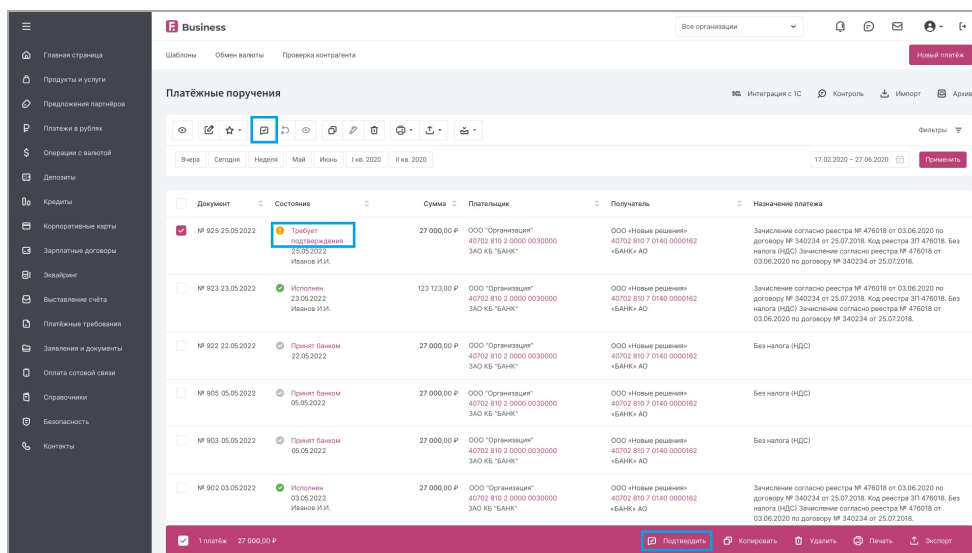 Business
Все организации
Главная страница
Продукты и услуги
Предложения партнёров
Платежи в рублях
Операции с валютой
Депозиты
Кредиты
Корпоративные карты
Зарплатные договоры
Эквайринг
Выставление счёта
Платёжные требования
Заявления и документы
Оплата сотовой связи
Справочники
Безопасность
Контакты
Шаблоны Обмен валюты Проверка контрагента Новый платёж
Платёжные поручения 1С Интеграция с 1С Контроль Импорт Архив
Фильтры
Вчера Сегодня Неделя Май Июнь I кв. 2020 II кв. 2020 17.02.2020 – 27.06.2020 Применить
Документ Состояние Сумма Плательщик Получатель Назначение платежа
№ 925 25.05.2022 Требует 27 000,00 ₽ ООО "Организация" ООО «Новые решения» Зачисление согласно реестра № 476018 от 03.06.2020 по
подтверждения 40702 810 2 0000 0030000 40702 810 7 0140 0000162 договору № 340234 от 25.07.2018. Код реестра ЗП 476018. Без
25.05.2022 ЗАО КБ "БАНК" «БАНК» АО налога (НДС) Зачисление согласно реестра № 476018 от
Иванов И.И. 03.06.2020 по договору № 340234 от 25.07.2018.
№ 923 23.05.2022 Исполнен 123 123,00 ₽ ООО "Организация" ООО «Новые решения» Зачисление согласно реестра № 476018 от 03.06.2020 по
23.05.2022 40702 810 2 0000 0030000 40702 810 7 0140 0000162 договору № 340234 от 25.07.2018. Код реестра ЗП 476018. Без
Иванов И.И. ЗАО КБ "БАНК" «БАНК» АО налога (НДС) Зачисление согласно реестра № 476018 от
03.06.2020 по договору № 340234 от 25.07.2018.
№ 922 22.05.2022 Принят банком 27 000,00 ₽ ООО "Организация" ООО «Новые решения» Без налога (НДС)
22.05.2022 40702 810 2 0000 0030000 40702 810 7 0140 0000162
ЗАО КБ "БАНК" «БАНК» АО
№ 905 05.05.2022 Принят банком 27 000,00 ₽ ООО "Организация" ООО «Новые решения» Без налога (НДС)
05.05.2022 40702 810 2 0000 0030000 40702 810 7 0140 0000162
ЗАО КБ "БАНК" «БАНК» АО
№ 903 05.05.2022 Принят банком 27 000,00 ₽ ООО "Организация" ООО «Новые решения» Без налога (НДС)
05.05.2022 40702 810 2 0000 0030000 40702 810 7 0140 0000162
ЗАО КБ "БАНК" «БАНК» АО
№ 902 03.05.2022 Исполнен 27 000,00 ₽ ООО "Организация" ООО «Новые решения» Зачисление согласно реестра № 476018 от 03.06.2020 по
03.05.2022 40702 810 2 0000 0030000 40702 810 7 0140 0000162 договору № 340234 от 25.07.2018. Код реестра ЗП 476018. Без
Иванов И.И. ЗАО КБ "БАНК" «БАНК» АО налога (НДС) Зачисление согласно реестра № 476018 от
03.06.2020 по договору № 340234 от 25.07.2018.
1 платёж 27 000,00 ₽ Подтвердить Копировать Удалить Печать Экспорт